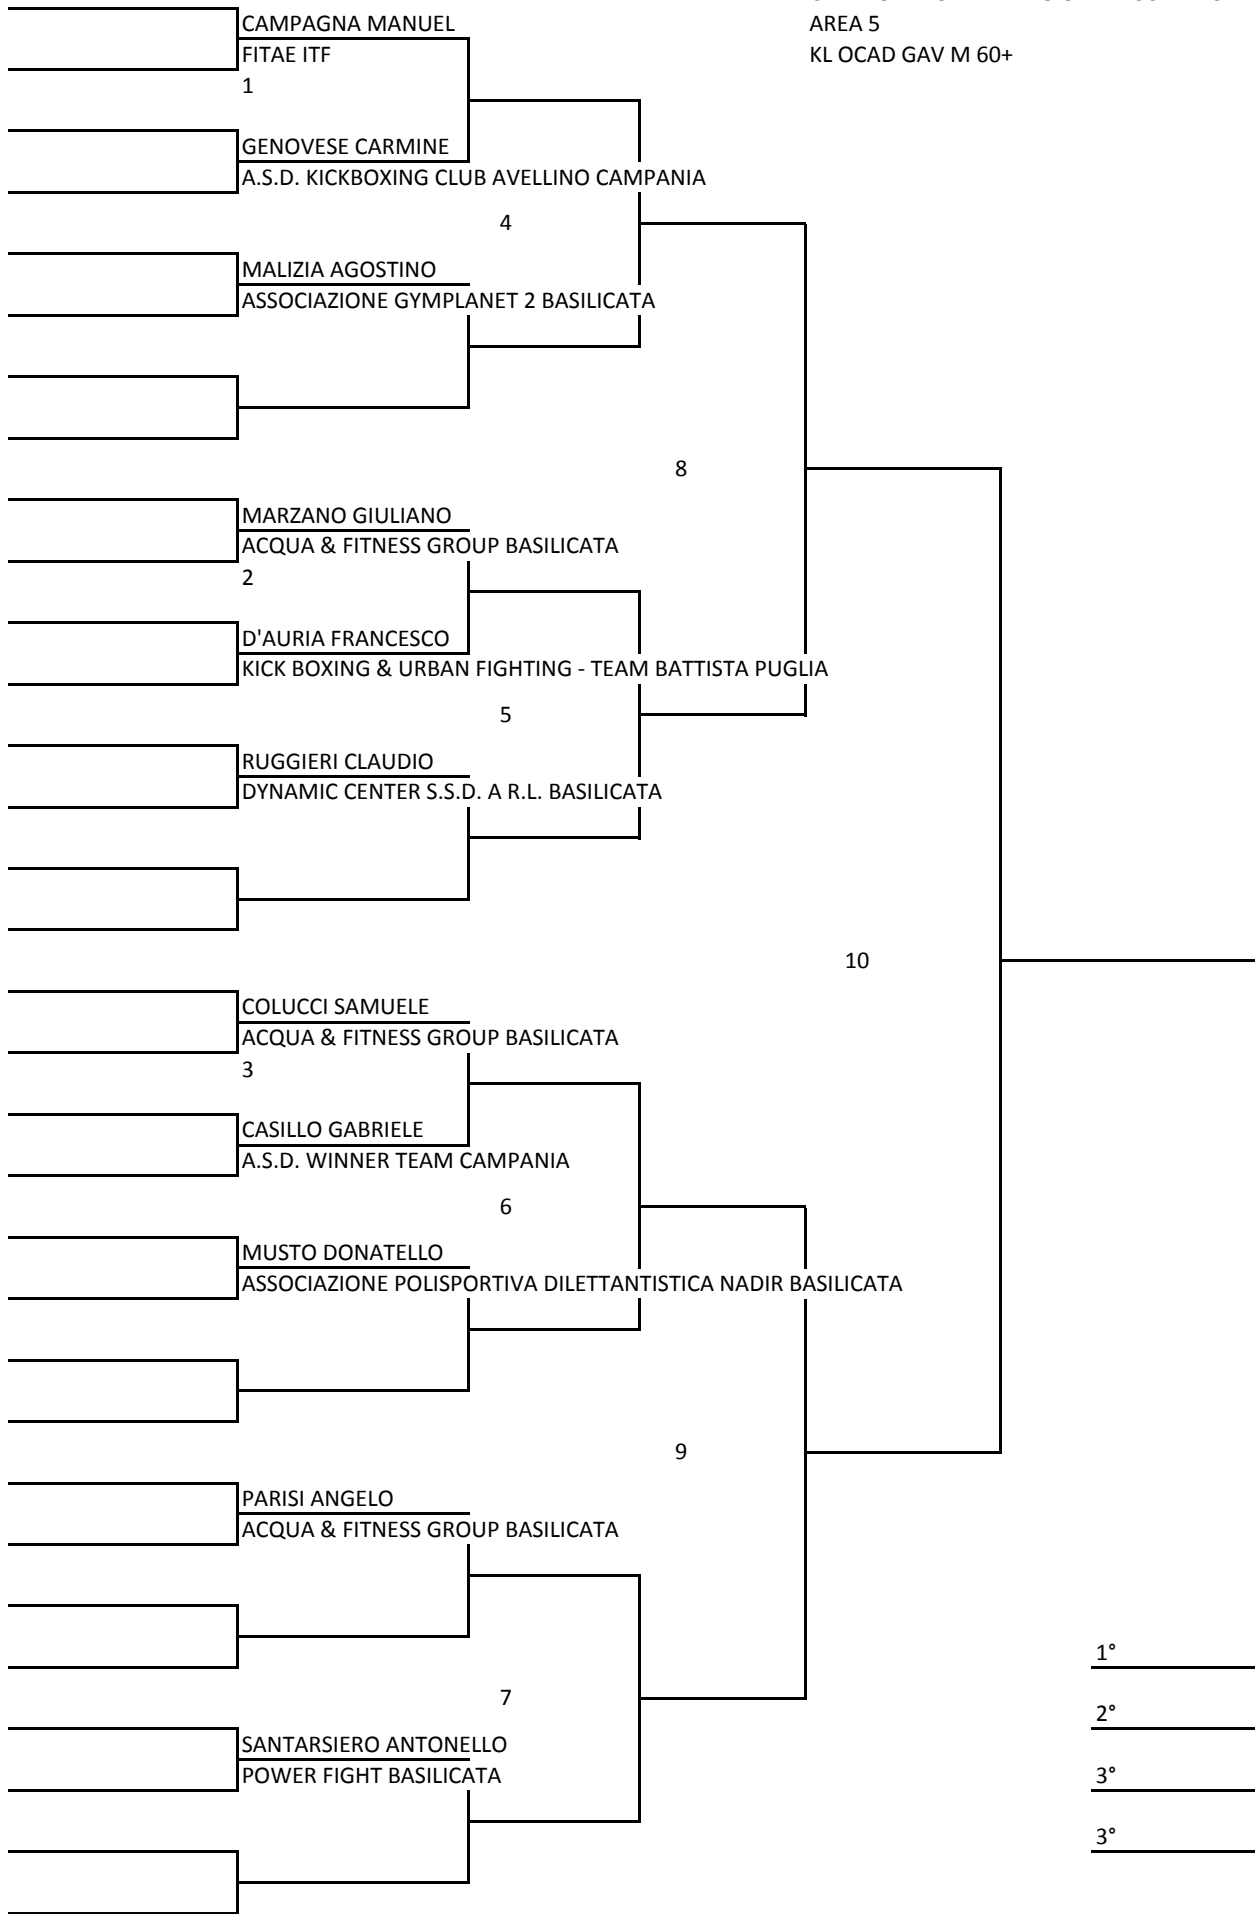 AREA 5
KL OCAD GAV M 60+
CAMPAGNA MANUEL
FITAE ITF
1
GENOVESE CARMINE
A.S.D. KICKBOXING CLUB AVELLINO CAMPANIA
4
MALIZIA AGOSTINO
ASSOCIAZIONE GYMPLANET 2 BASILICATA
8
MARZANO GIULIANO
ACQUA & FITNESS GROUP BASILICATA
2
D'AURIA FRANCESCO
KICK BOXING & URBAN FIGHTING - TEAM BATTISTA PUGLIA
5
RUGGIERI CLAUDIO
DYNAMIC CENTER S.S.D. A R.L. BASILICATA
10
COLUCCI SAMUELE
ACQUA & FITNESS GROUP BASILICATA
3
CASILLO GABRIELE
A.S.D. WINNER TEAM CAMPANIA
6
MUSTO DONATELLO
ASSOCIAZIONE POLISPORTIVA DILETTANTISTICA NADIR BASILICATA
9
PARISI ANGELO
ACQUA & FITNESS GROUP BASILICATA
7
SANTARSIERO ANTONELLO
POWER FIGHT BASILICATA
1°
2°
3°
3°